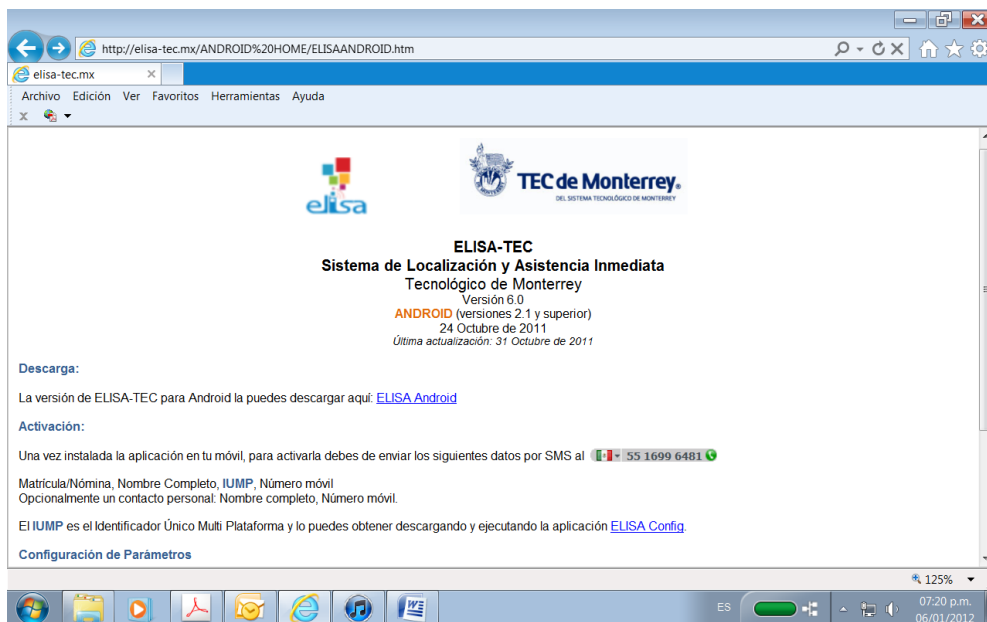 http://elisa-tec.mx/ANDROID%20HOME/ELISAANDROID.htm
elisa-tec.mx
Archivo Edición Ver Favoritos Herramientas Ayuda
elisa
TEC de Monterrey®
DEL SISTEMA TECNOLÓGICO DE MONTERREY
ELISA-TEC
Sistema de Localización y Asistencia Inmediata
Tecnológico de Monterrey
Versión 6.0
ANDROID (versiones 2.1 y superior)
24 Octubre de 2011
Última actualización: 31 Octubre de 2011
Descarga:
La versión de ELISA-TEC para Android la puedes descargar aquí: ELISA Android
Activación:
Una vez instalada la aplicación en tu móvil, para activarla debes de enviar los siguientes datos por SMS al 55 1699 6481
Matrícula/Nómina, Nombre Completo, IUMP, Número móvil
Opcionalmente un contacto personal: Nombre completo, Número móvil.
El IUMP es el Identificador Único Multi Plataforma y lo puedes obtener descargando y ejecutando la aplicación ELISA Config.
Configuración de Parámetros
125%
ES
07:20 p.m.
06/01/2012